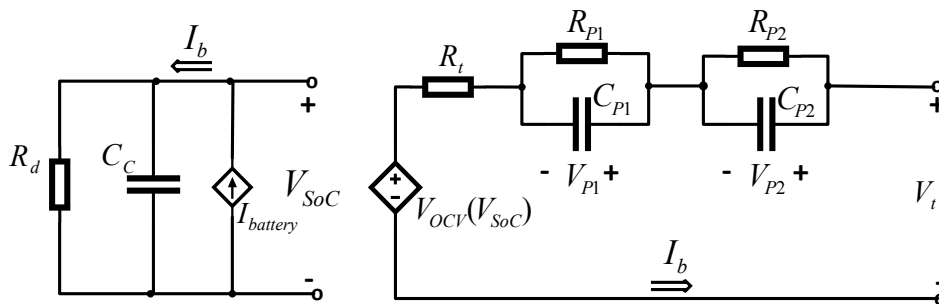 I_b
+
R_d
C_C
I_battery
V_SoC
-
R_t
R_P1
C_P1
- V_P1 +
R_P2
C_P2
- V_P2 +
+
-
V_OCV(V_SoC)
I_b
+
V_t
-